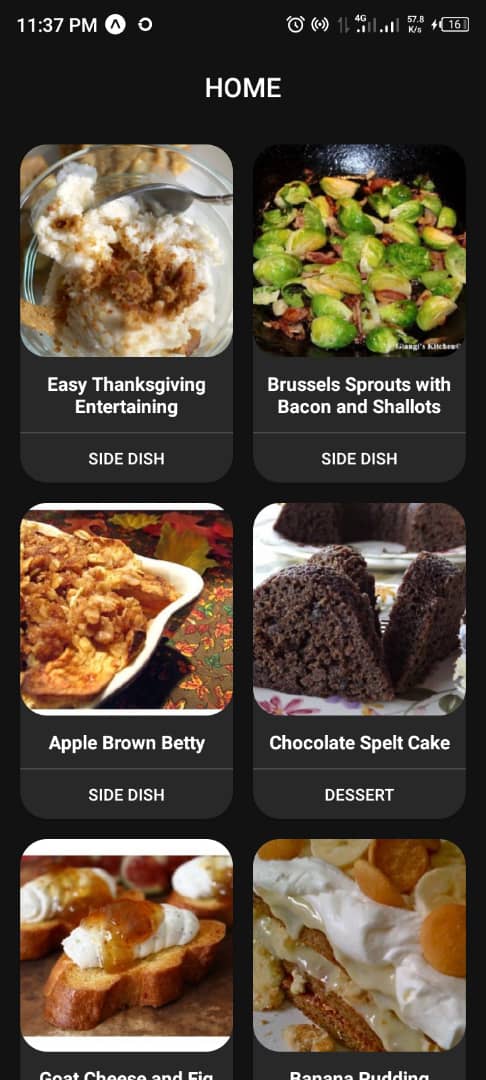 11:37 PM
4G
57.8
K/s
16
HOME
Giangi's Kitchen©
Easy Thanksgiving
Entertaining
SIDE DISH
Brussels Sprouts with
Bacon and Shallots
SIDE DISH
Apple Brown Betty
SIDE DISH
Chocolate Spelt Cake
DESSERT
Goat Cheese and Fig
Banana Pudding